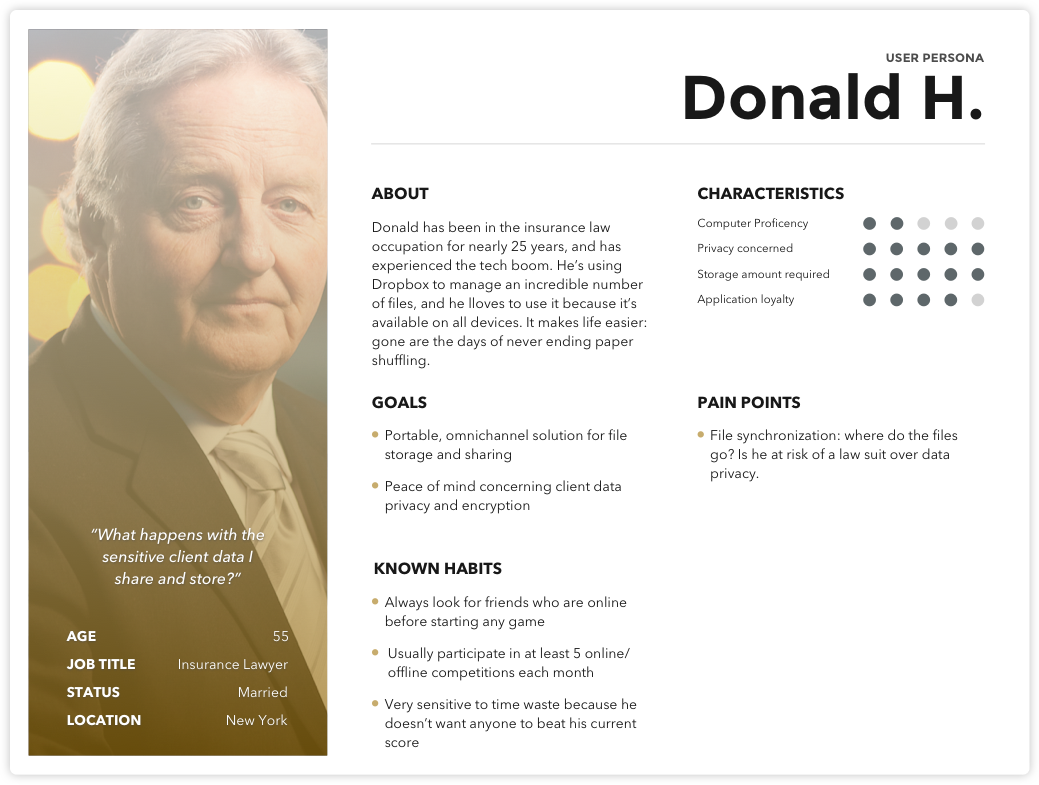 USER PERSONA
Donald H.
ABOUT
Donald has been in the insurance law
occupation for nearly 25 years, and has
experienced the tech boom. He’s using
Dropbox to manage an incredible number
of files, and he lloves to use it because it’s
available on all devices. It makes life easier:
gone are the days of never ending paper
shuffling.
CHARACTERISTICS
Computer Proficency
Privacy concerned
Storage amount required
Application loyalty
GOALS
Portable, omnichannel solution for file
storage and sharing
Peace of mind concerning client data
privacy and encryption
PAIN POINTS
File synchronization: where do the files
go? Is he at risk of a law suit over data
privacy.
KNOWN HABITS
Always look for friends who are online
before starting any game
Usually participate in at least 5 online/
offline competitions each month
Very sensitive to time waste because he
doesn’t want anyone to beat his current
score
“What happens with the
sensitive client data I
share and store?”
AGE 55
JOB TITLE Insurance Lawyer
STATUS Married
LOCATION New York